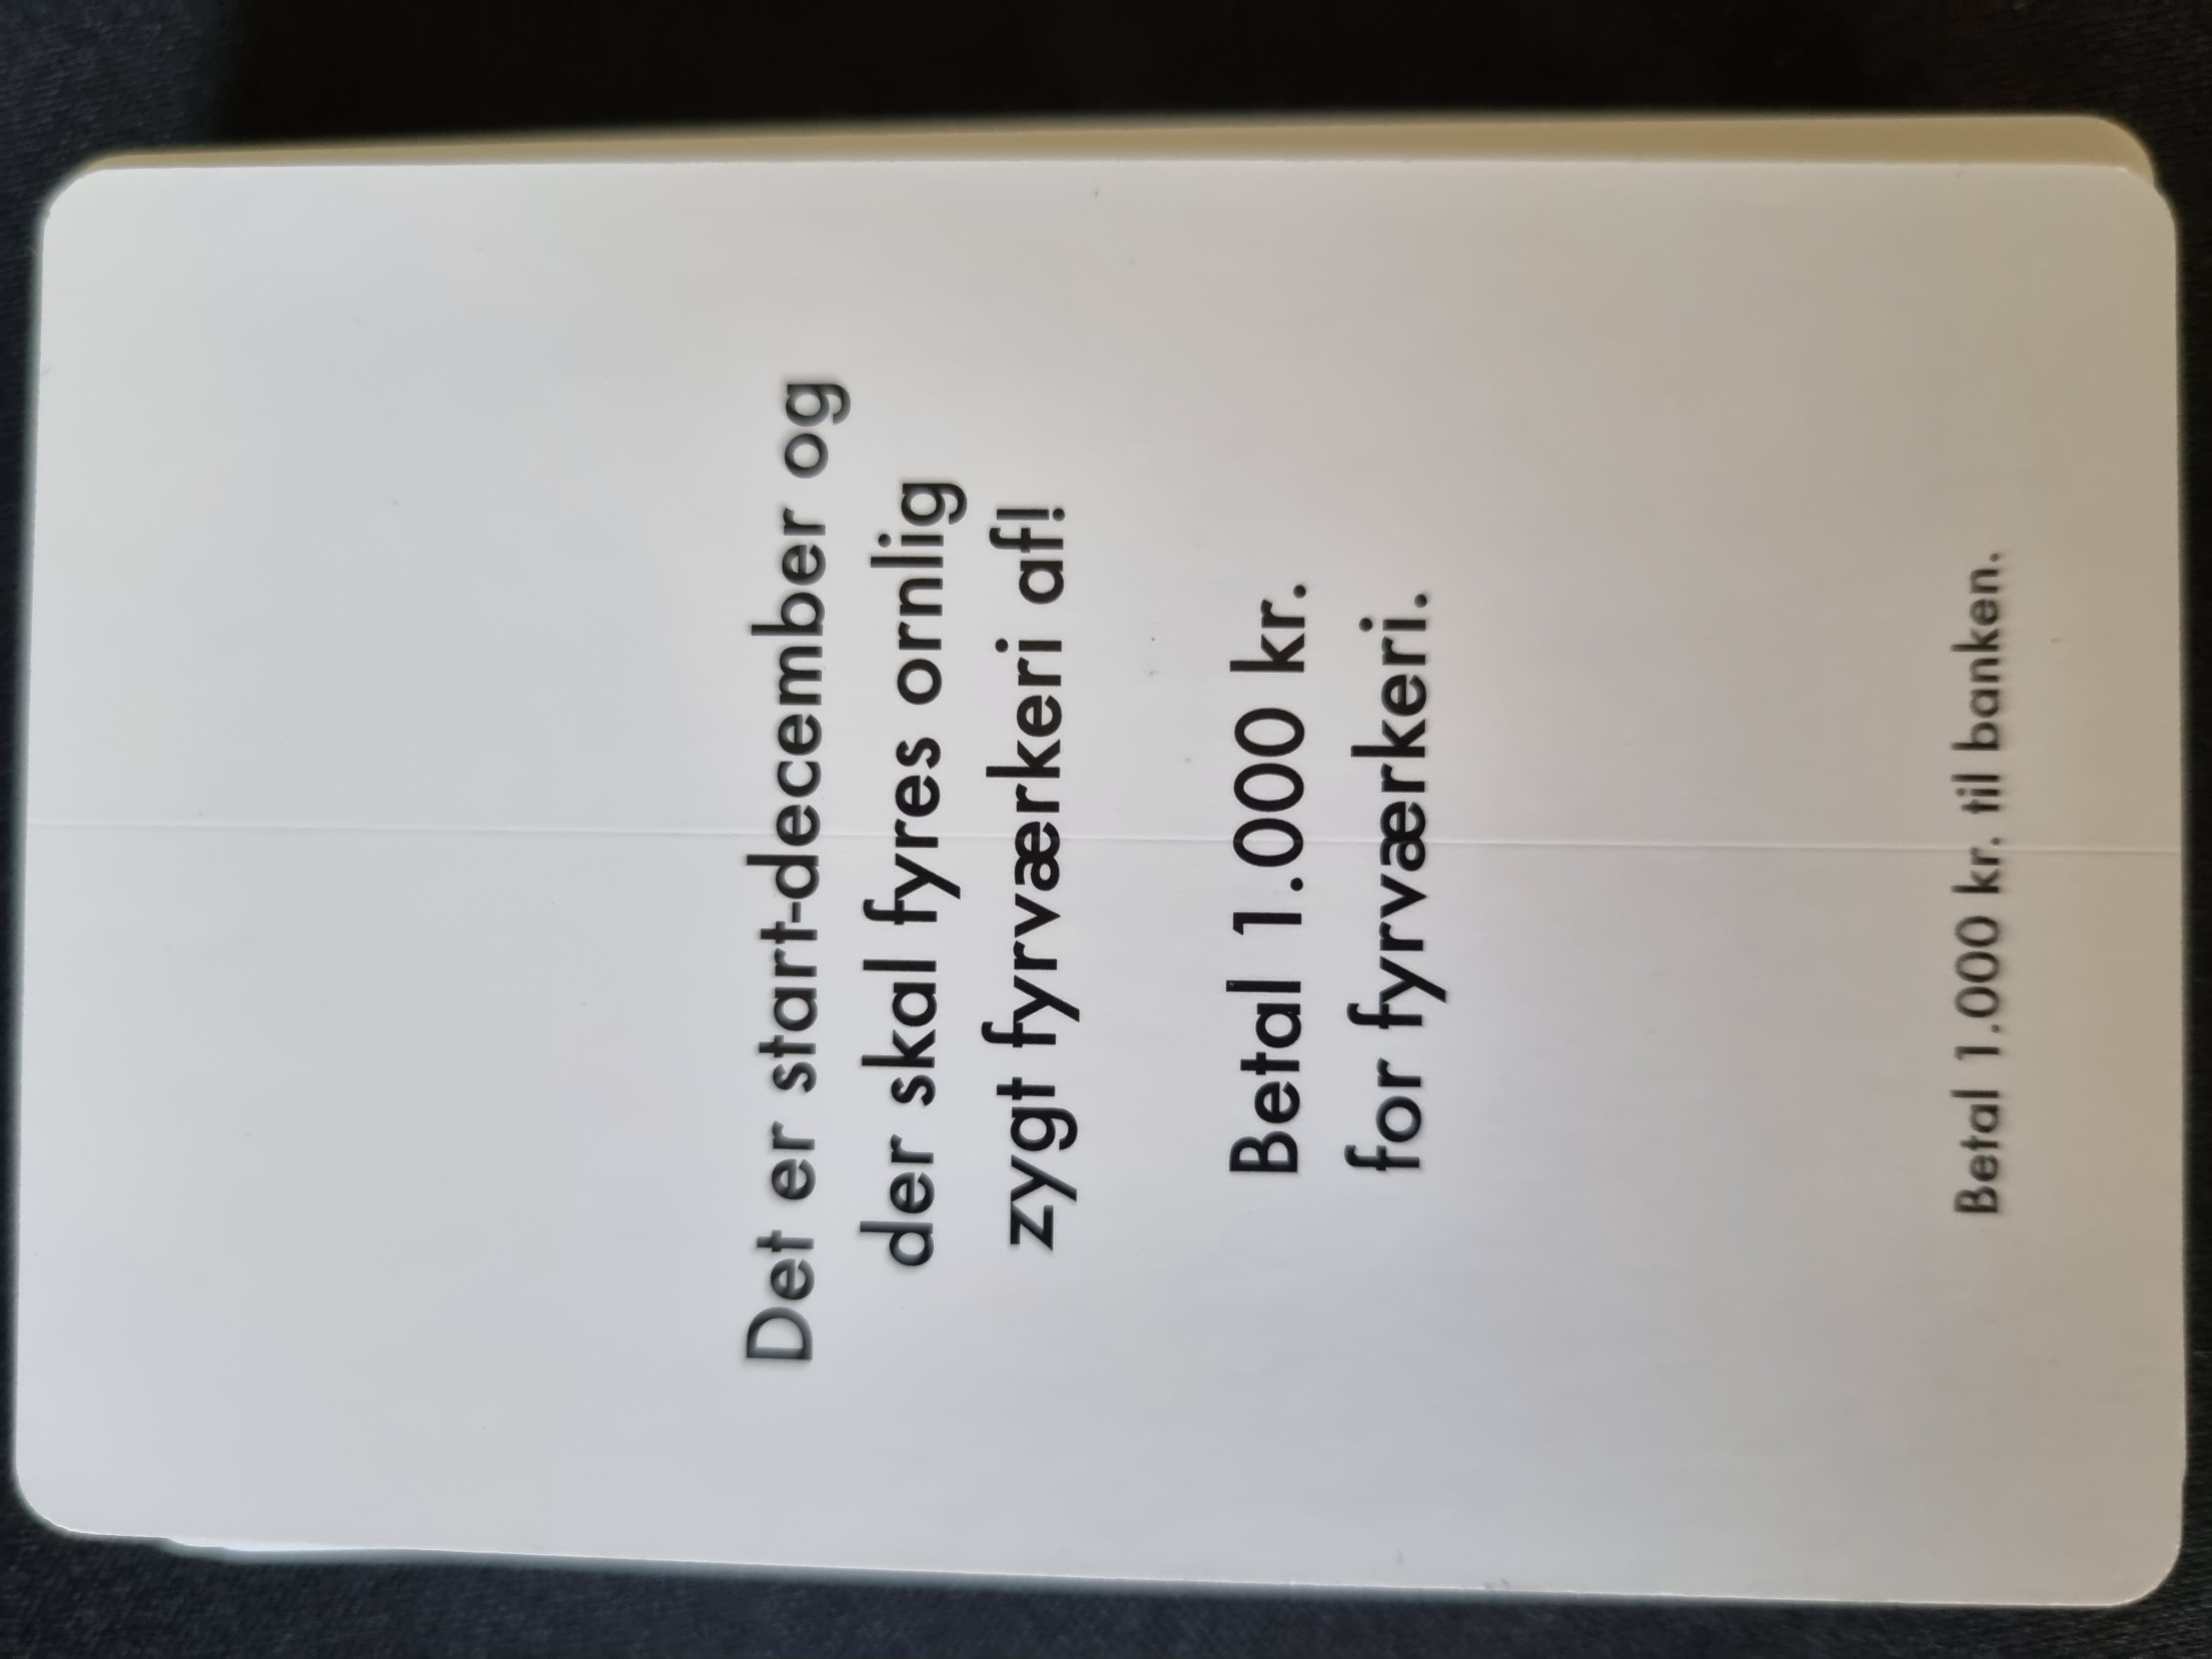 Det er start-december og
der skal fyres ornlig
zygt fyrværkeri af!
Betal 1.000 kr.
for fyrværkeri.
Betal 1.000 kr. til banken.